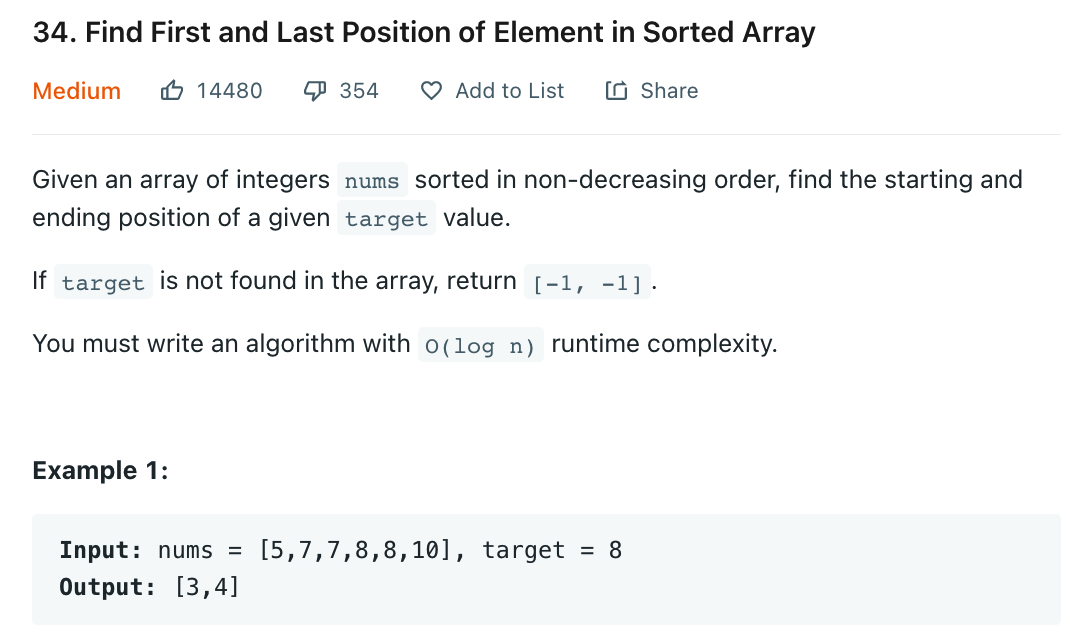 34. Find First and Last Position of Element in Sorted Array
Medium 14480 354 Add to List Share
Given an array of integers nums sorted in non-decreasing order, find the starting and
ending position of a given target value.
If target is not found in the array, return [-1, -1].
You must write an algorithm with O(log n) runtime complexity.
Example 1:
Input: nums = [5,7,7,8,8,10], target = 8
Output: [3,4]